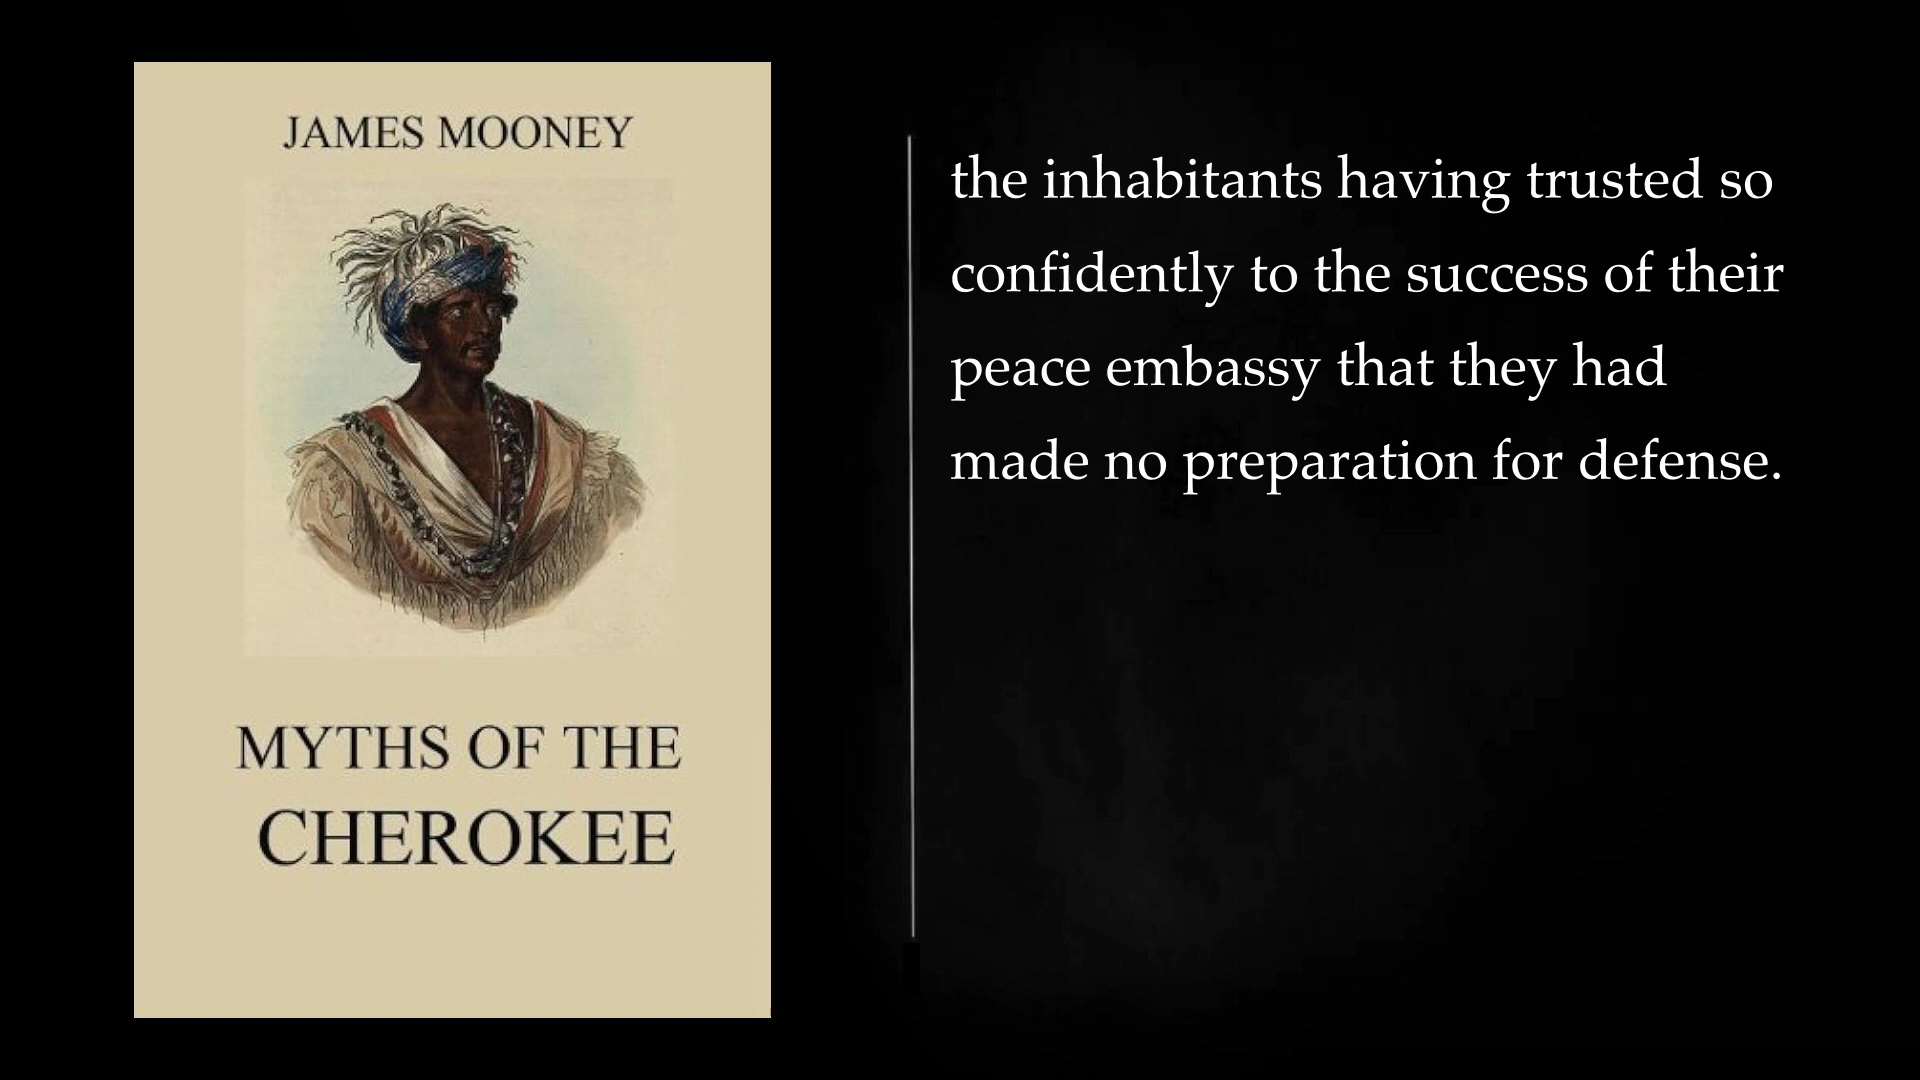 JAMES MOONEY
MYTHS OF THE
CHEROKEE
the inhabitants having trusted so
confidently to the success of their
peace embassy that they had
made no preparation for defense.